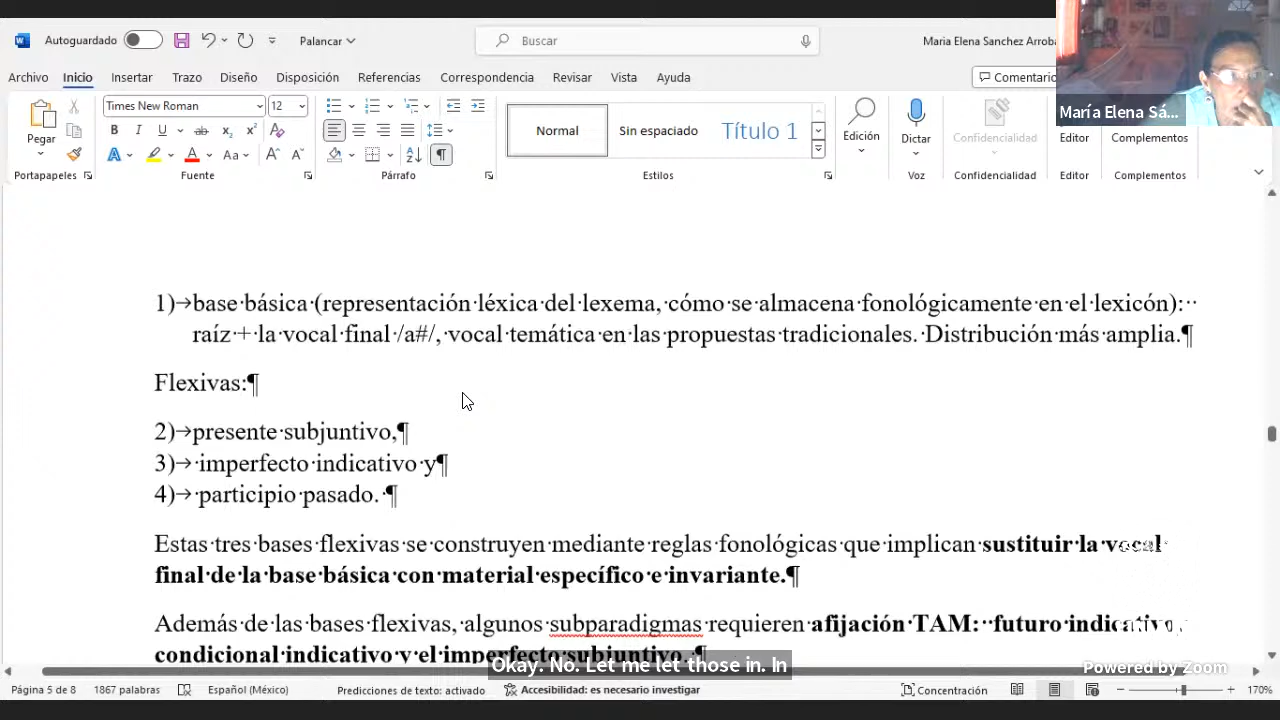 Autoguardado
Palancar
Buscar
Maria Elena Sanchez Arroba
Archivo Inicio Insertar Trazo Diseño Disposición Referencias Correspondencia Revisar Vista Ayuda
Comentario
María Elena Sá...
Times New Roman 12
Pegar
Normal
Sin espaciado
Título 1
Edición
Dictar
Confidencialidad
Editor
Complementos
Portapapeles Fuente Párrafo Estilos Voz Confidencialidad Editor Complementos
1)→base·básica·(representación·léxica·del·lexema,·cómo·se·almacena·fonológicamente·en·el·lexicón):··
raíz·+·la·vocal·final·/a#/,·vocal·temática·en·las·propuestas·tradicionales.·Distribución·más·amplia.¶
Flexivas:¶
2)→presente·subjuntivo,¶
3)→·imperfecto·indicativo·y¶
4)→·participio·pasado.·¶
Estas·tres·bases·flexivas·se·construyen·mediante·reglas·fonológicas·que·implican·sustituir·la·vocal·
final·de·la·base·básica·con·material·específico·e·invariante.¶
Además·de·las·bases·flexivas,·algunos·subparadigmas·requieren·afijación·TAM:··futuro·indicativo,
condicional·indicativo·y·el·imperfecto·subjuntivo.·¶
Okay. No. Let me let those in. In
Powered by Zoom
Página 5 de 8 1867 palabras Español (México) Predicciones de texto: activado Accesibilidad: es necesario investigar Concentración 170%